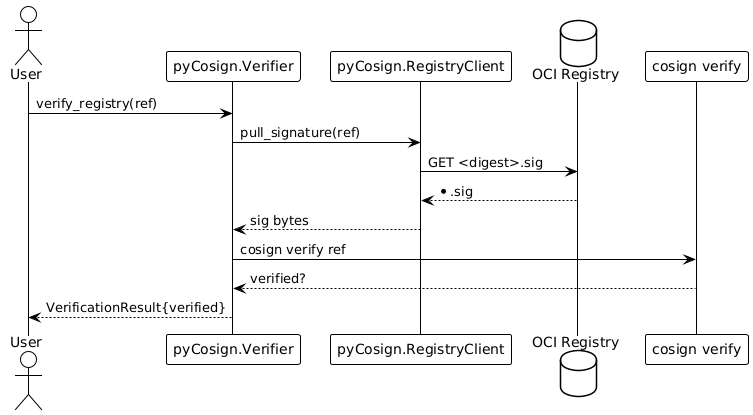 User
pyCosign.Verifier
pyCosign.RegistryClient
OCI Registry
cosign verify
verify_registry(ref)
pull_signature(ref)
GET <digest>.sig
• .sig
sig bytes
cosign verify ref
verified?
VerificationResult{verified}
User
pyCosign.Verifier
pyCosign.RegistryClient
OCI Registry
cosign verify